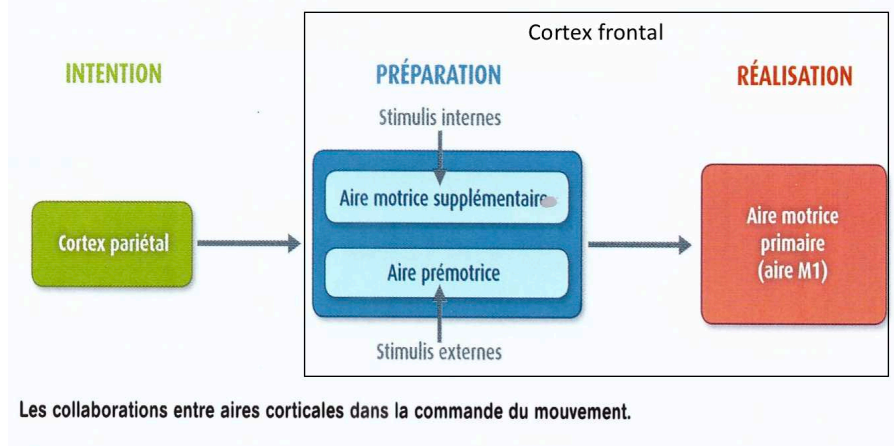 Cortex frontal
INTENTION
PRÉPARATION
RÉALISATION
Stimulis internes
Aire motrice supplémentaire
Cortex pariétal
Aire prémotrice
Aire motrice
primaire
(aire M1)
Stimulis externes
Les collaborations entre aires corticales dans la commande du mouvement.